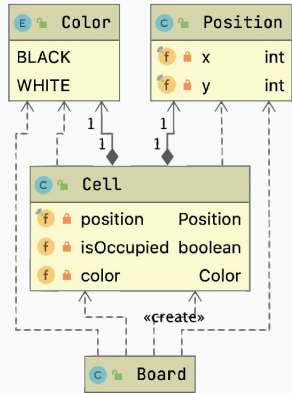 E Color
BLACK
WHITE
C Position
f x int
f y int
1
1
1
1
C Cell
f position Position
f isOccupied boolean
f color Color
«create»
C Board